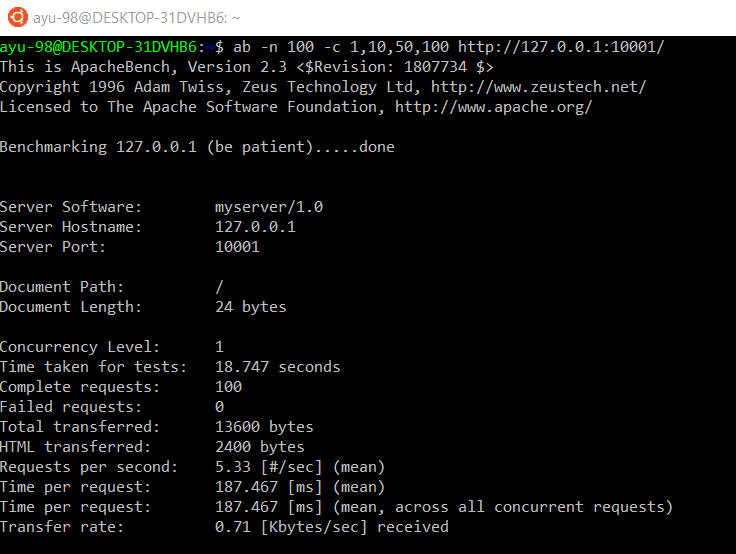 ayu-98@DESKTOP-31DVHB6: ~
ayu-98@DESKTOP-31DVHB6:~$ ab -n 100 -c 1,10,50,100 http://127.0.0.1:10001/
This is ApacheBench, Version 2.3 <$Revision: 1807734 $>
Copyright 1996 Adam Twiss, Zeus Technology Ltd, http://www.zeustech.net/
Licensed to The Apache Software Foundation, http://www.apache.org/
Benchmarking 127.0.0.1 (be patient).....done
Server Software:        myserver/1.0
Server Hostname:        127.0.0.1
Server Port:            10001
Document Path:          /
Document Length:        24 bytes
Concurrency Level:      1
Time taken for tests:   18.747 seconds
Complete requests:      100
Failed requests:        0
Total transferred:      13600 bytes
HTML transferred:       2400 bytes
Requests per second:    5.33 [#/sec] (mean)
Time per request:       187.467 [ms] (mean)
Time per request:       187.467 [ms] (mean, across all concurrent requests)
Transfer rate:          0.71 [Kbytes/sec] received